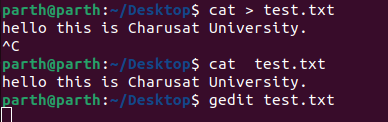 parth@parth:~/Desktop$ cat > test.txt
hello this is Charusat University.
^C
parth@parth:~/Desktop$ cat  test.txt
hello this is Charusat University.
parth@parth:~/Desktop$ gedit test.txt